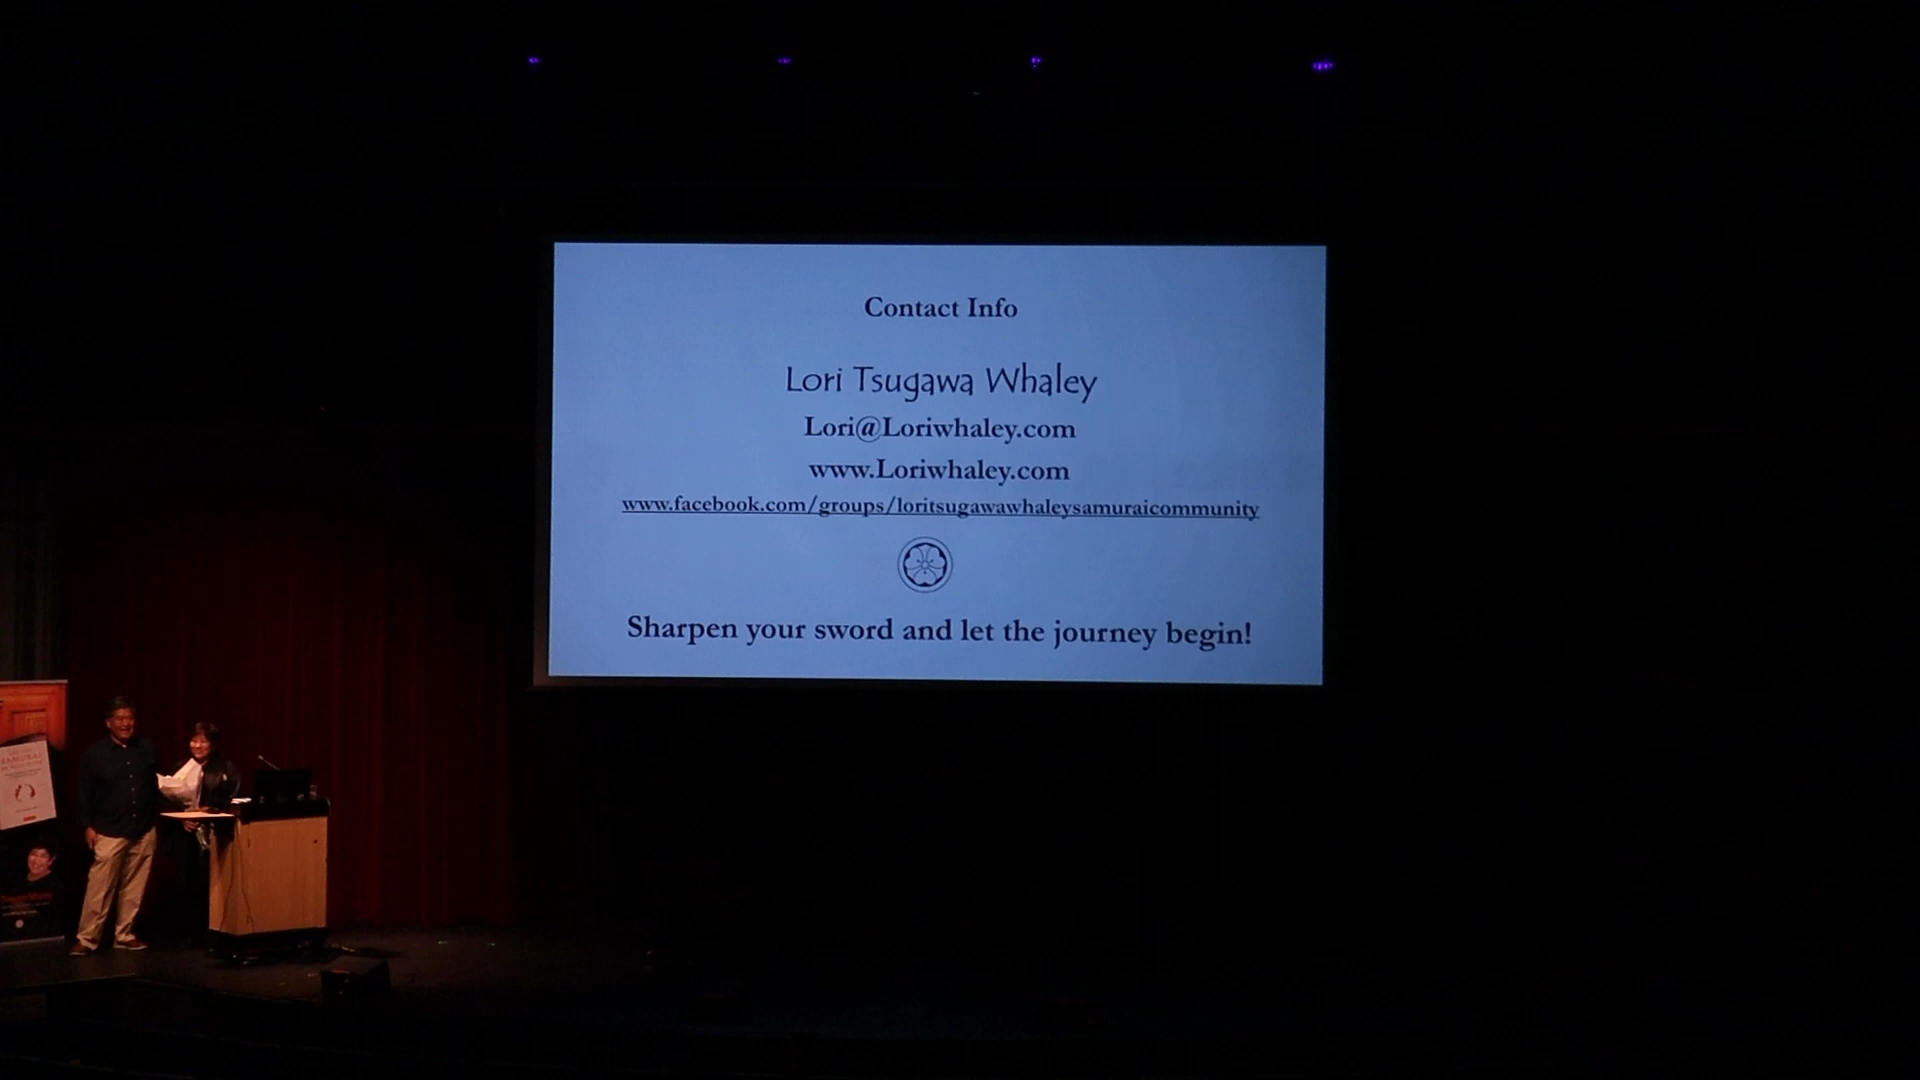 Contact Info
Lori Tsugawa Whaley
Lori@Loriwhaley.com
www.Loriwhaley.com
www.facebook.com/groups/loritsugawawhaleysamuraicommunity
Sharpen your sword and let the journey begin!
SAMURAI